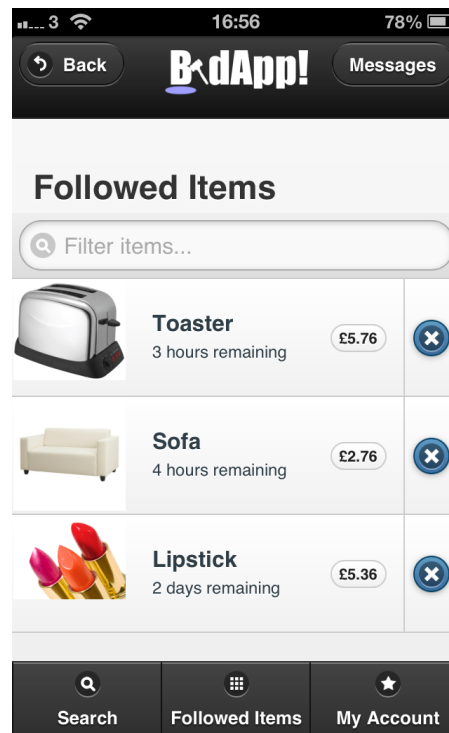 3 16:56 78%
Back BidApp! Messages
Followed Items
Filter items...
Toaster
3 hours remaining
£5.76
Sofa
4 hours remaining
£2.76
Lipstick
2 days remaining
£5.36
Search Followed Items My Account